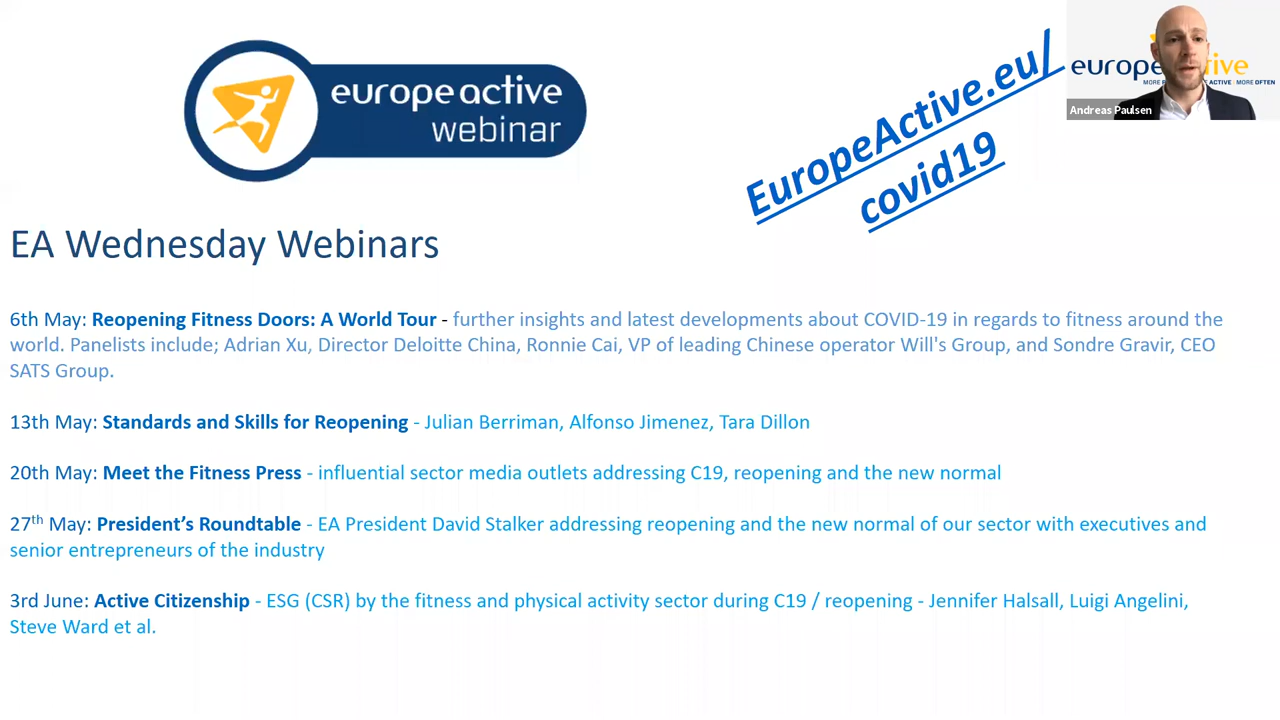 europe active
webinar
EuropeActive.eu/
covid19
Andreas Paulsen
EA Wednesday Webinars
6th May: Reopening Fitness Doors: A World Tour - further insights and latest developments about COVID-19 in regards to fitness around the
world. Panelists include; Adrian Xu, Director Deloitte China, Ronnie Cai, VP of leading Chinese operator Will's Group, and Sondre Gravir, CEO
SATS Group.
13th May: Standards and Skills for Reopening - Julian Berriman, Alfonso Jimenez, Tara Dillon
20th May: Meet the Fitness Press - influential sector media outlets addressing C19, reopening and the new normal
27th May: President’s Roundtable - EA President David Stalker addressing reopening and the new normal of our sector with executives and
senior entrepreneurs of the industry
3rd June: Active Citizenship - ESG (CSR) by the fitness and physical activity sector during C19 / reopening - Jennifer Halsall, Luigi Angelini,
Steve Ward et al.